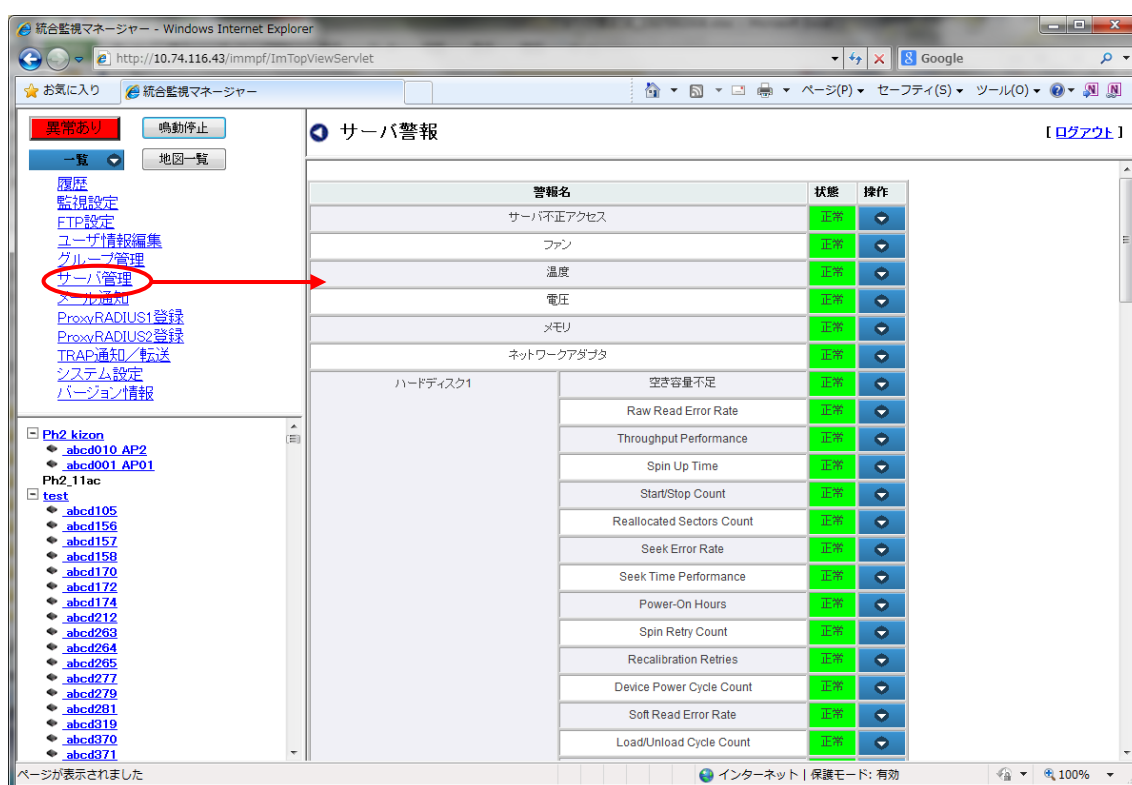 統合監視マネージャー - Windows Internet Explorer
http://10.74.116.43/immpf/ImTopViewServlet
Google
お気に入り
統合監視マネージャー
ページ(P)
セーフティ(S)
ツール(O)
異常あり
鳴動停止
一覧
地図一覧
履歴
監視設定
FTP設定
ユーザ情報編集
グループ管理
サーバ管理
メール通知
ProxyRADIUS1登録
ProxyRADIUS2登録
TRAP通知/転送
システム設定
バージョン情報
Ph2 kizon
abcd010 AP2
abcd001 AP01
Ph2_11ac
test
abcd105
abcd156
abcd157
abcd158
abcd170
abcd172
abcd174
abcd212
abcd263
abcd264
abcd265
abcd277
abcd279
abcd281
abcd319
abcd370
abcd371
サーバ警報
[ ログアウト ]
警報名 状態 操作
サーバ不正アクセス 正常
ファン 正常
温度 正常
電圧 正常
メモリ 正常
ネットワークアダプタ 正常
ハードディスク1 空き容量不足 正常
Raw Read Error Rate 正常
Throughput Performance 正常
Spin Up Time 正常
Start/Stop Count 正常
Reallocated Sectors Count 正常
Seek Error Rate 正常
Seek Time Performance 正常
Power-On Hours 正常
Spin Retry Count 正常
Recalibration Retries 正常
Device Power Cycle Count 正常
Soft Read Error Rate 正常
Load/Unload Cycle Count 正常
ページが表示されました
インターネット | 保護モード: 有効
100%